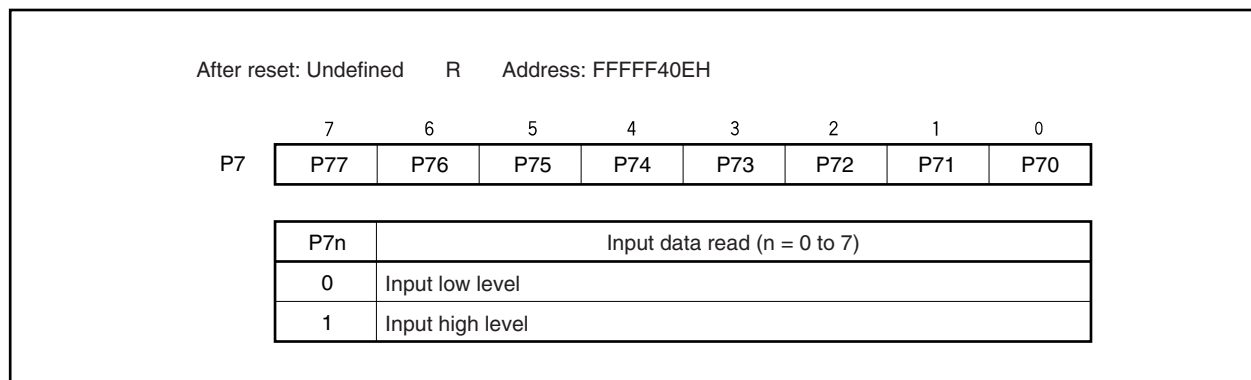 After reset: Undefined R Address: FFFFF40EH
7 6 5 4 3 2 1 0
P7 P77 P76 P75 P74 P73 P72 P71 P70
P7n Input data read (n = 0 to 7)
0 Input low level
1 Input high level